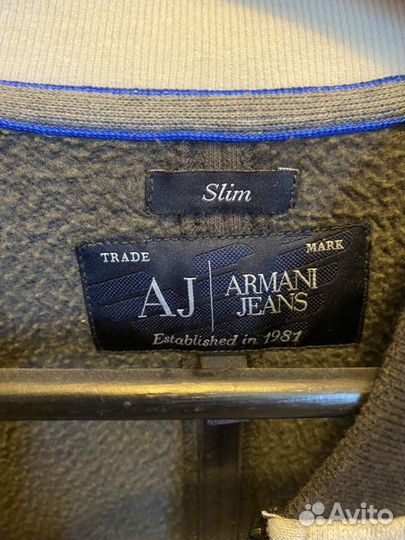 Slim
TRADE MARK
AJ ARMANI
JEANS
Established in 1981
Avito